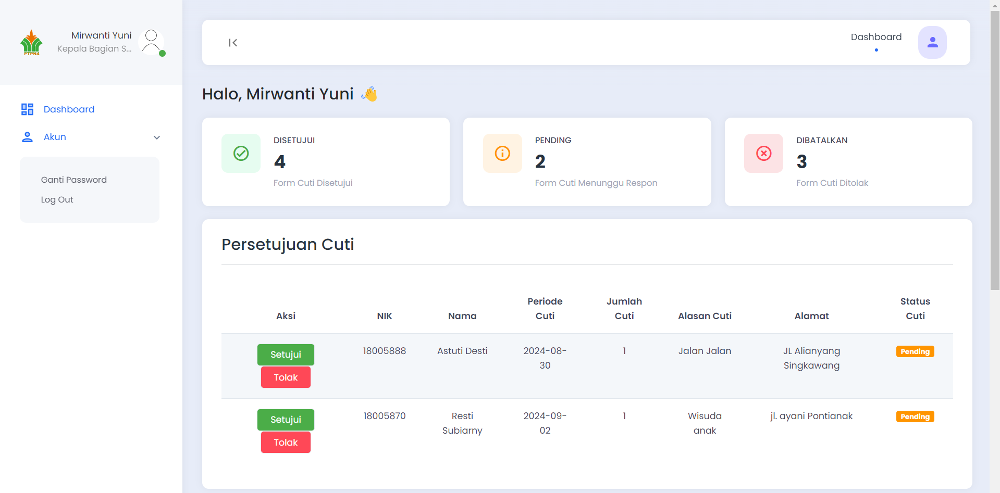 PTPN4
Mirwanti Yuni
Kepala Bagian S...
Dashboard
Akun
Ganti Password
Log Out
Dashboard
Halo, Mirwanti Yuni 👋
DISETUJUI
4
Form Cuti Disetujui
PENDING
2
Form Cuti Menunggu Respon
DIBATALKAN
3
Form Cuti Ditolak
Persetujuan Cuti
Aksi NIK Nama Periode Cuti Jumlah Cuti Alasan Cuti Alamat Status Cuti
Setujui 18005888 Astuti Desti 2024-08- 1 Jalan Jalan JL Alianyang Pending
30 Singkawang
Tolak
Setujui 18005870 Resti 2024-09- 1 Wisuda jl. ayani Pontianak Pending
Subiarny 02 anak
Tolak